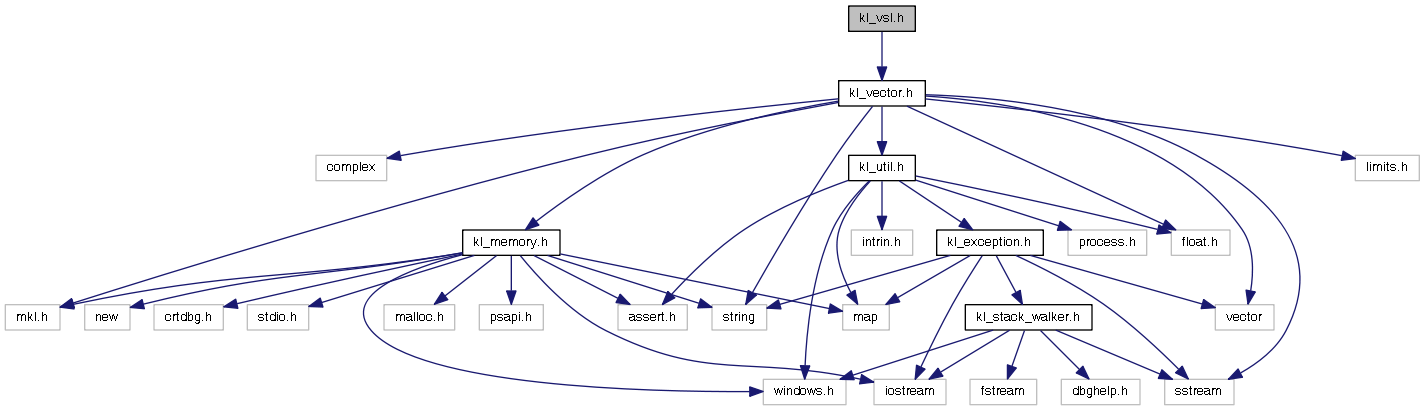 kl_vsl.h
kl_vector.h
complex
kl_util.h
limits.h
kl_memory.h
intrin.h
kl_exception.h
process.h
float.h
mkl.h
new
crtdbg.h
stdio.h
malloc.h
psapi.h
assert.h
string
map
kl_stack_walker.h
vector
windows.h
iostream
fstream
dbghelp.h
sstream